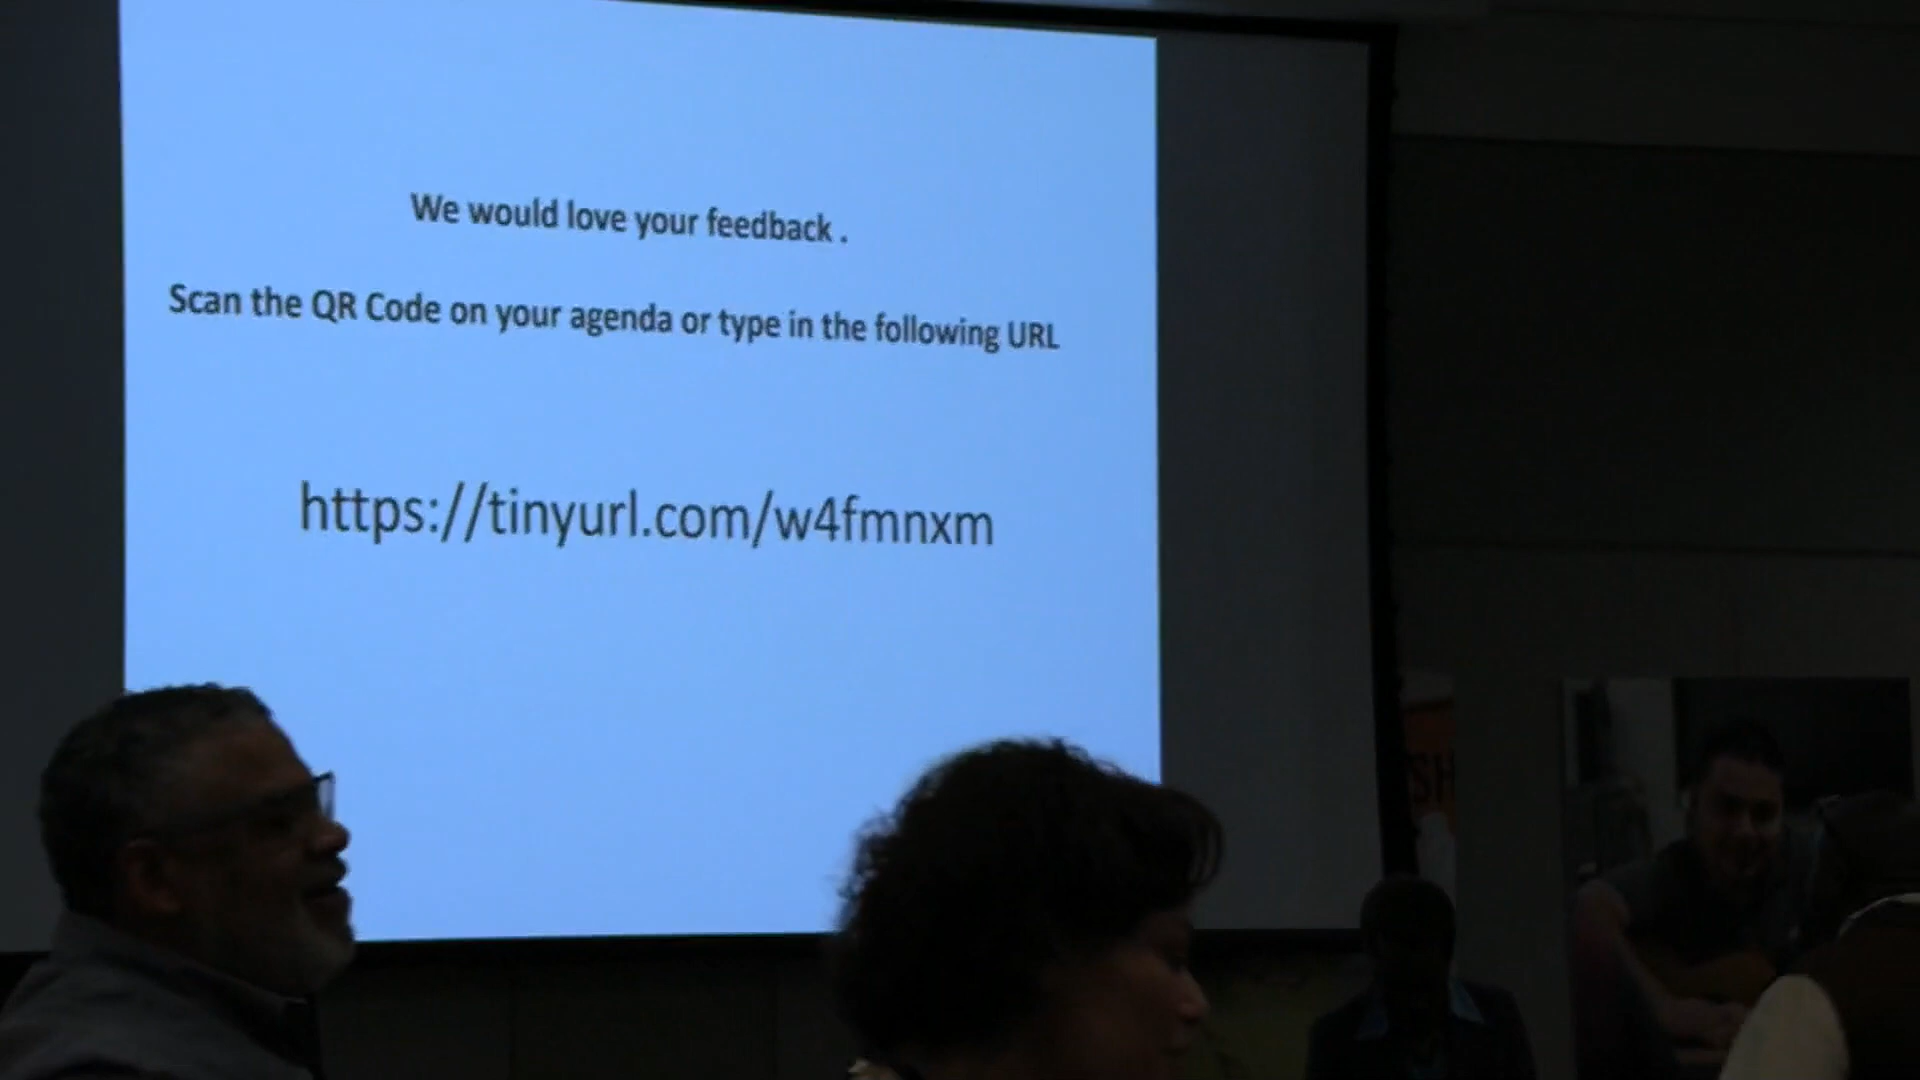 We would love your feedback .
Scan the QR Code on your agenda or type in the following URL
https://tinyurl.com/w4fmnxm
SH